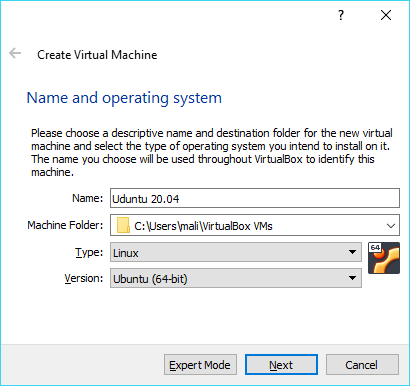 ?
Create Virtual Machine
Name and operating system
Please choose a descriptive name and destination folder for the new virtual
machine and select the type of operating system you intend to install on it.
The name you choose will be used throughout VirtualBox to identify this
machine.
Name: Uduntu 20.04
Machine Folder: C:\Users\mali\VirtualBox VMs
Type: Linux
64
Version: Ubuntu (64-bit)
Expert Mode Next Cancel